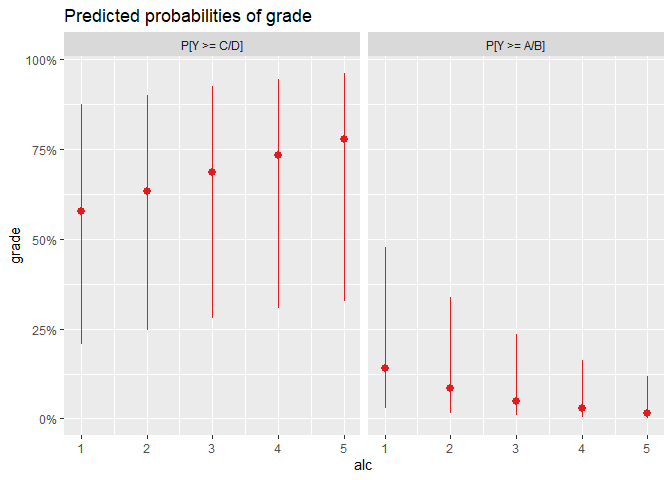 Predicted probabilities of grade
P[Y >= C/D]
P[Y >= A/B]
100%
75%
50%
25%
0%
grade
1 2 3 4 5
1 2 3 4 5
alc